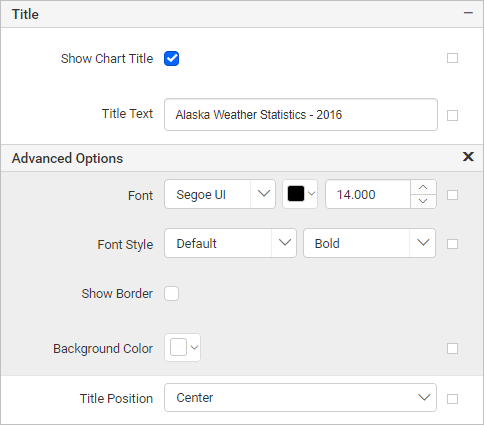 Title
Show Chart Title
Title Text Alaska Weather Statistics - 2016
Advanced Options
Font Segoe UI 14.000
Font Style Default Bold
Show Border
Background Color
Title Position Center